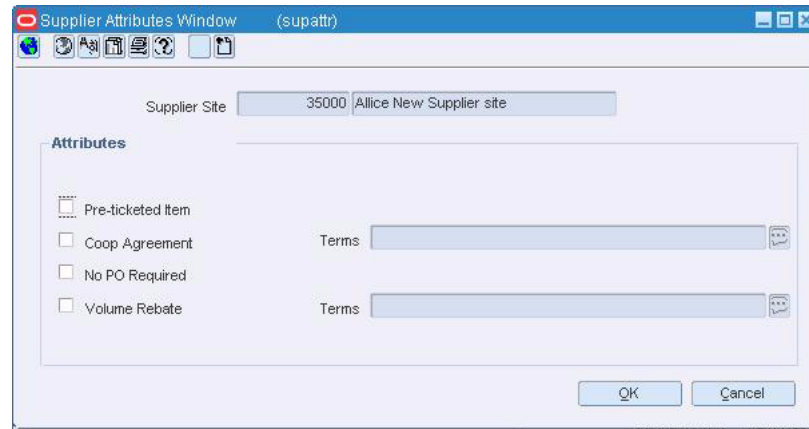 Supplier Attributes Window (supattr)
Supplier Site 35000 Allice New Supplier site
Attributes
Pre-ticketed Item
Coop Agreement Terms
No PO Required
Volume Rebate Terms
OK Cancel